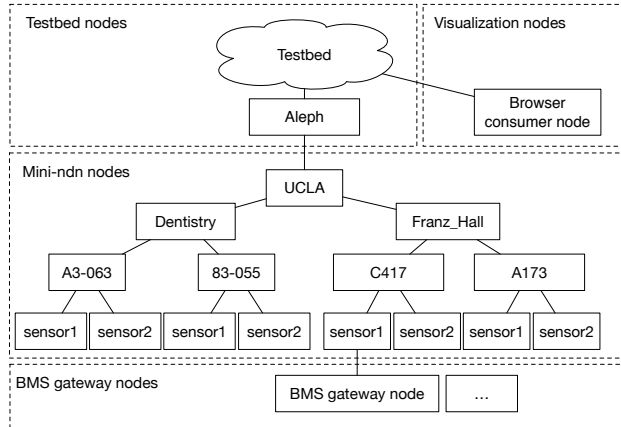 Testbed nodes
Visualization nodes
Testbed
Aleph
Browser
consumer node
Mini-ndn nodes
UCLA
Dentistry
Franz_Hall
A3-063
83-055
C417
A173
sensor1
sensor2
sensor1
sensor2
sensor1
sensor2
sensor1
sensor2
BMS gateway nodes
BMS gateway node
...